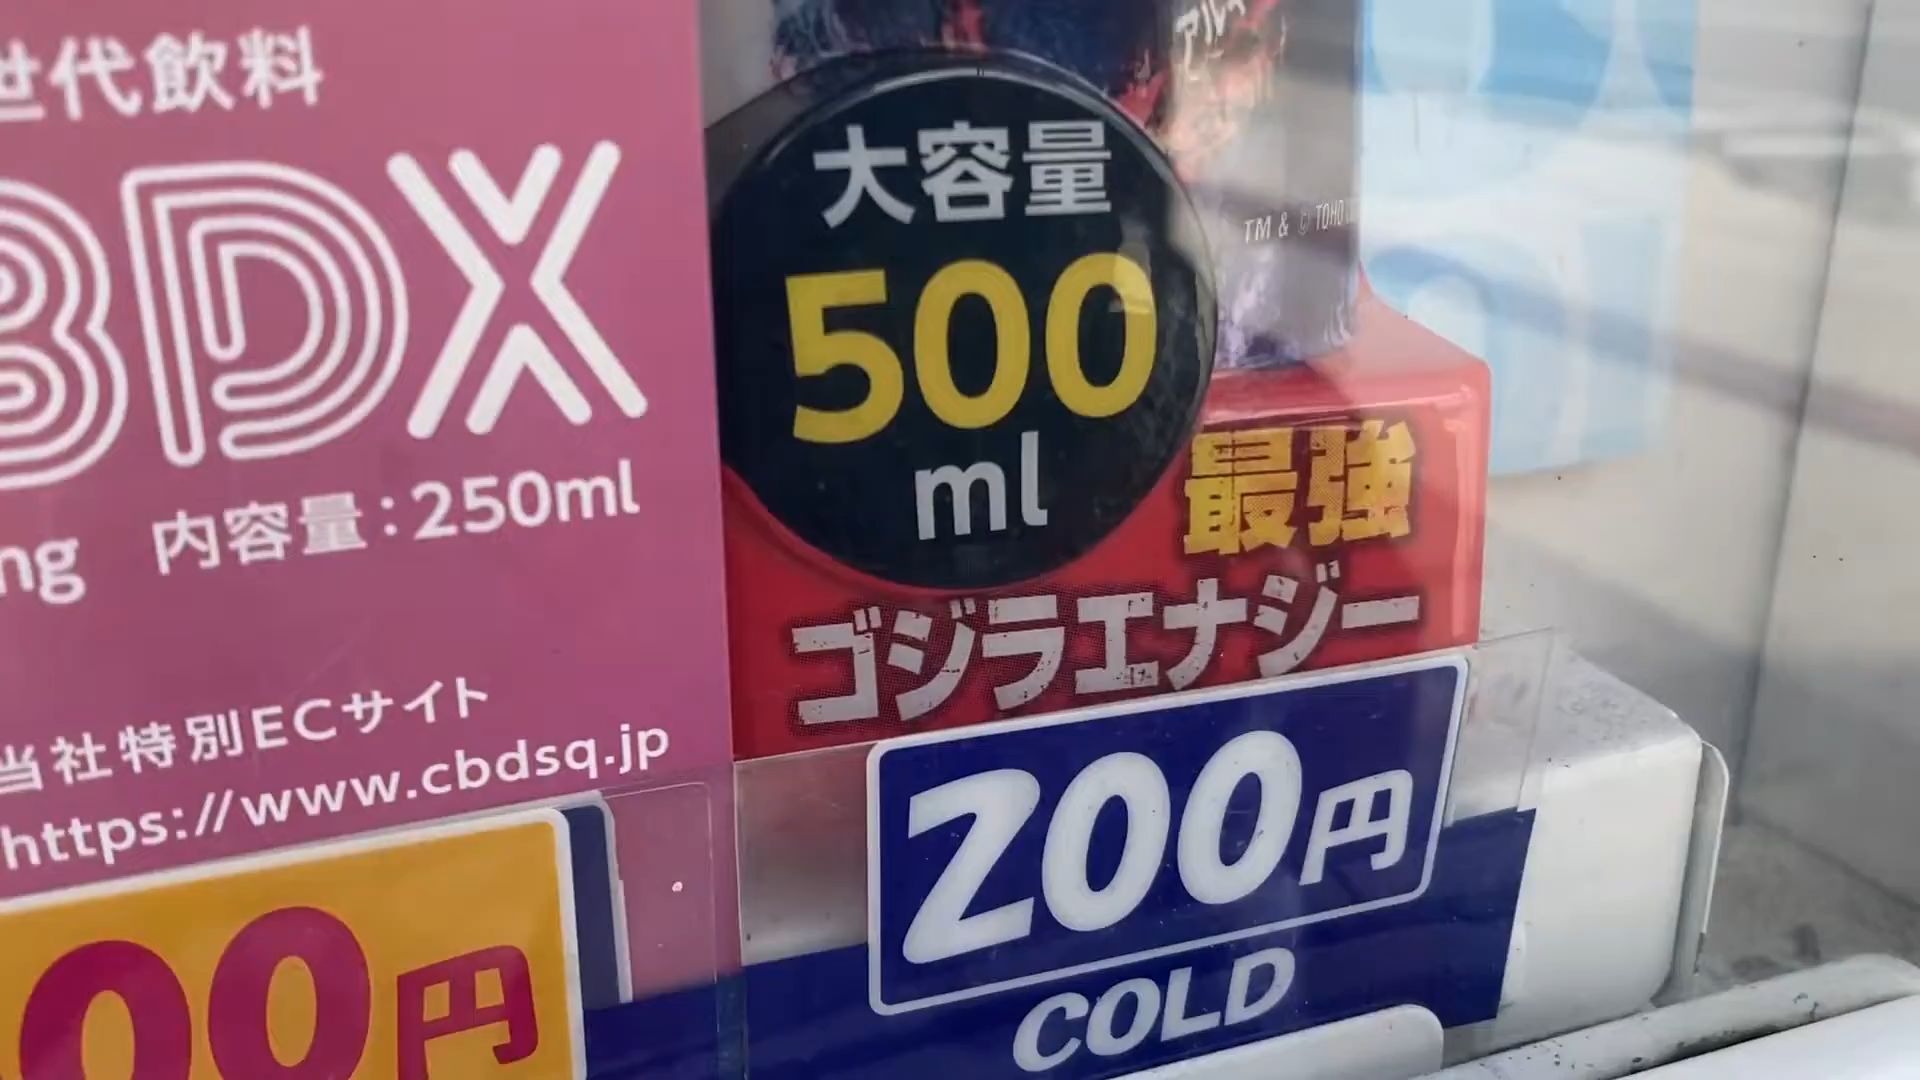 世代飲料
BDX
mg 内容量：250ml
当社特別ECサイト
https://www.cbdsq.jp
00円
大容量
500
ml
TM & © TOHO
最強
ゴジラエナジー
200円
COLD